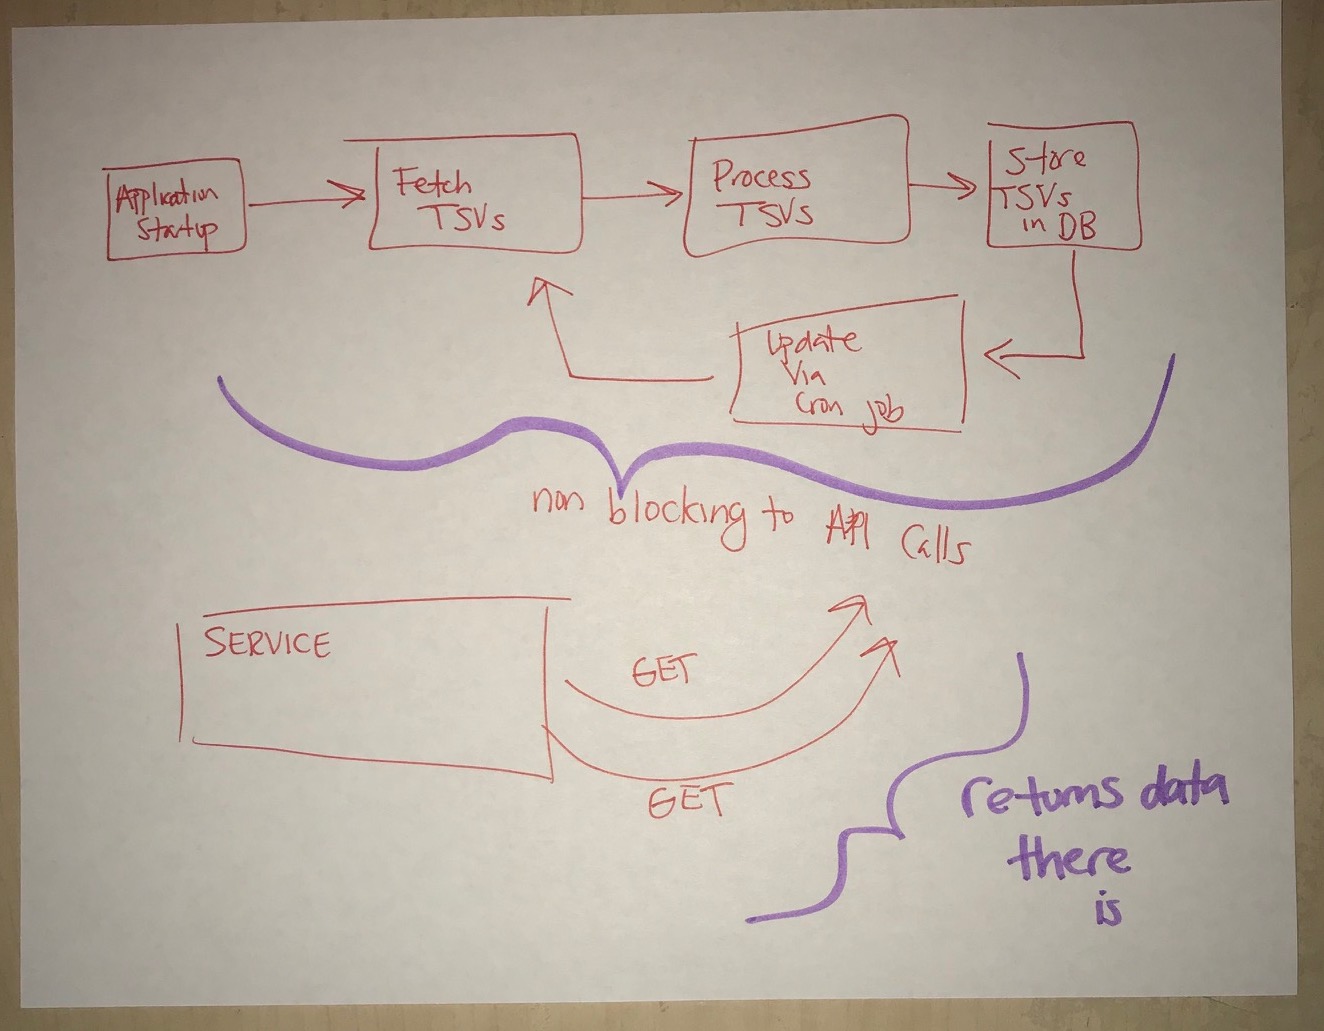 Application
Startup
Fetch
TSVs
Process
TSVs
Store
TSVs
in DB
Update
Via
Cron job
non blocking to API Calls
SERVICE
GET
GET
returns data
there
is